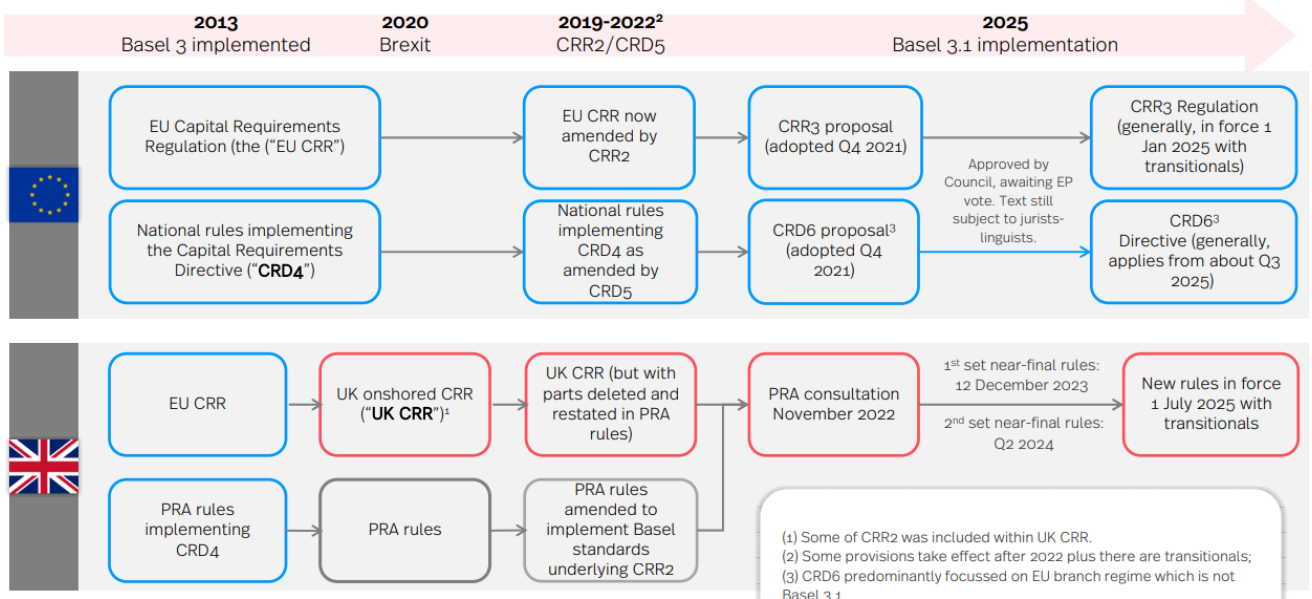 2013
Basel 3 implemented
2020
Brexit
2019-2022²
CRR2/CRD5
2025
Basel 3.1 implementation
EU Capital Requirements
Regulation (the (“EU CRR”)
EU CRR now
amended by
CRR2
CRR3 proposal
(adopted Q4 2021)
Approved by
Council, awaiting EP
vote. Text still
subject to jurists-
linguists.
CRR3 Regulation
(generally, in force 1
Jan 2025 with
transitionals)
National rules implementing
the Capital Requirements
Directive (“CRD4”)
National rules
implementing
CRD4 as
amended by
CRD5
CRD6 proposal³
(adopted Q4
2021)
CRD6³
Directive (generally,
applies from about Q3
2025)
EU CRR
UK onshored CRR
(“UK CRR”)¹
UK CRR (but with
parts deleted and
restated in PRA
rules)
PRA consultation
November 2022
1st set near-final rules:
12 December 2023
2nd set near-final rules:
Q2 2024
New rules in force
1 July 2025 with
transitionals
PRA rules
implementing
CRD4
PRA rules
PRA rules
amended to
implement Basel
standards
underlying CRR2
(1) Some of CRR2 was included within UK CRR.
(2) Some provisions take effect after 2022 plus there are transitionals;
(3) CRD6 predominantly focussed on EU branch regime which is not
Basel 3.1